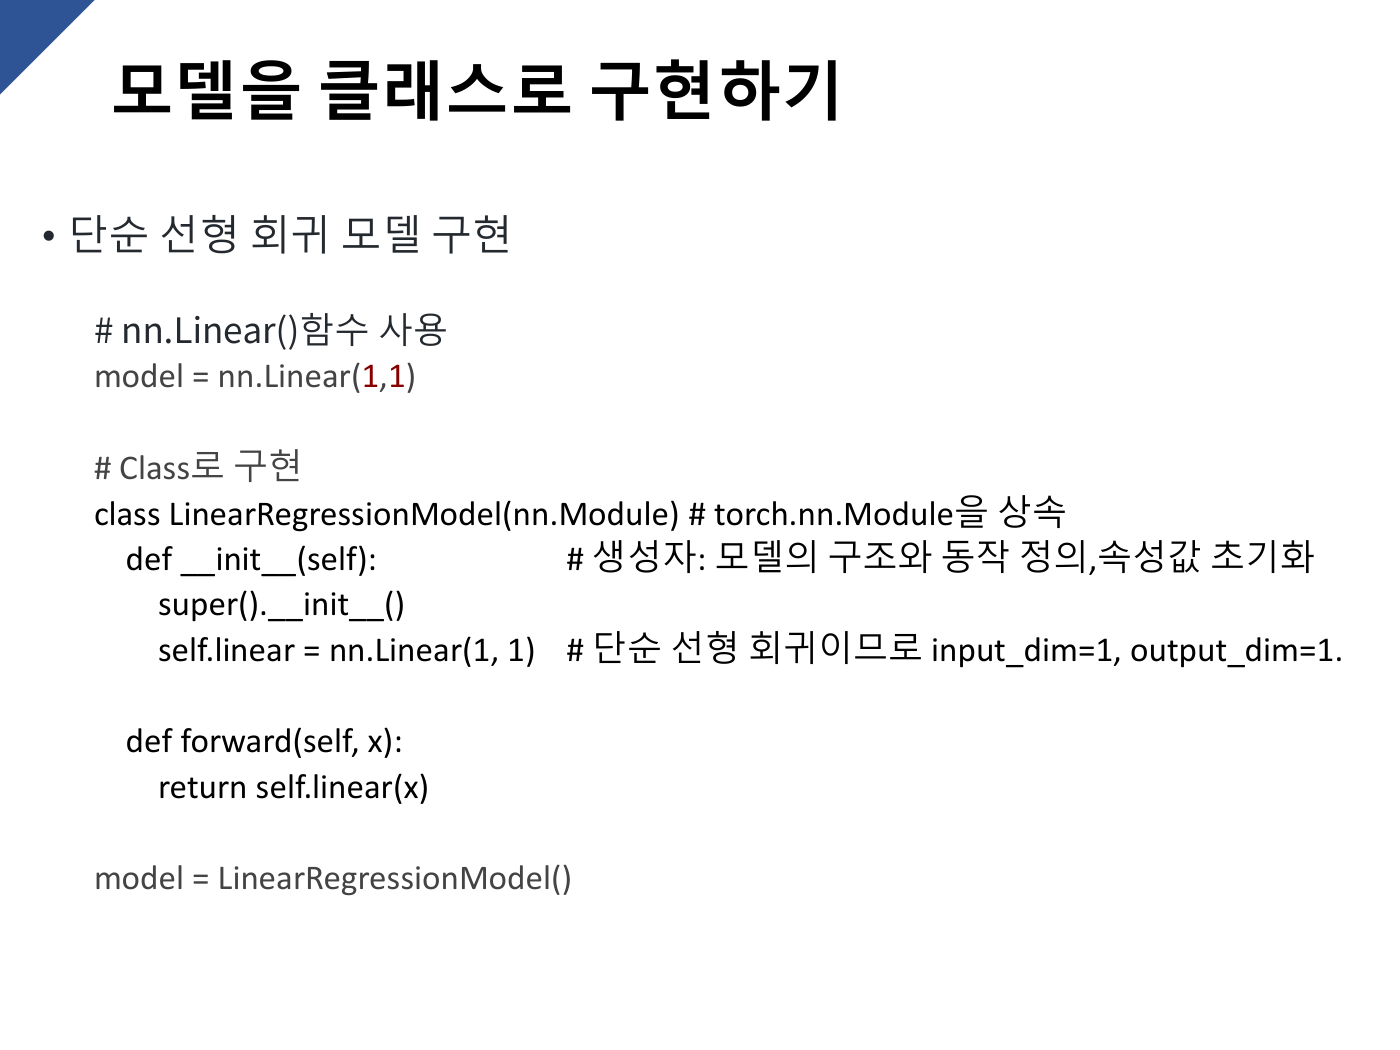 모델을 클래스로 구현하기
• 단순 선형 회귀 모델 구현
# nn.Linear()함수 사용
model = nn.Linear(1,1)
# Class로 구현
class LinearRegressionModel(nn.Module) # torch.nn.Module을 상속
def __init__(self): # 생성자: 모델의 구조와 동작 정의,속성값 초기화
super().__init__()
self.linear = nn.Linear(1, 1) # 단순 선형 회귀이므로 input_dim=1, output_dim=1.
def forward(self, x):
return self.linear(x)
model = LinearRegressionModel()